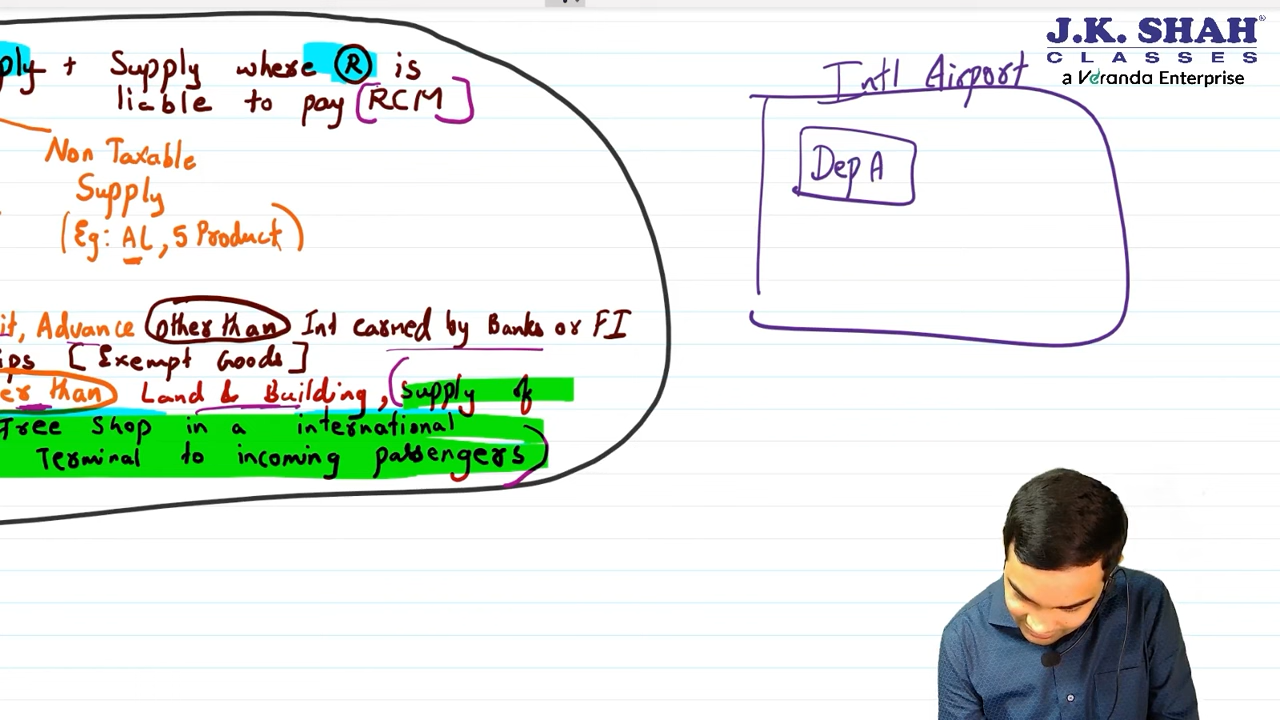 J.K. SHAH®
CLASSES
a Veranda Enterprise
ply + Supply where R is
liable to pay [RCM]
Non Taxable
Supply
(Eg: AL, 5 Product)
it, Advance other than Int earned by Banks or FI
ips [Exempt Goods]
er than Land & Building, (Supply of
Free Shop in a international
Terminal to incoming passengers)
Intl Airport
Dep A